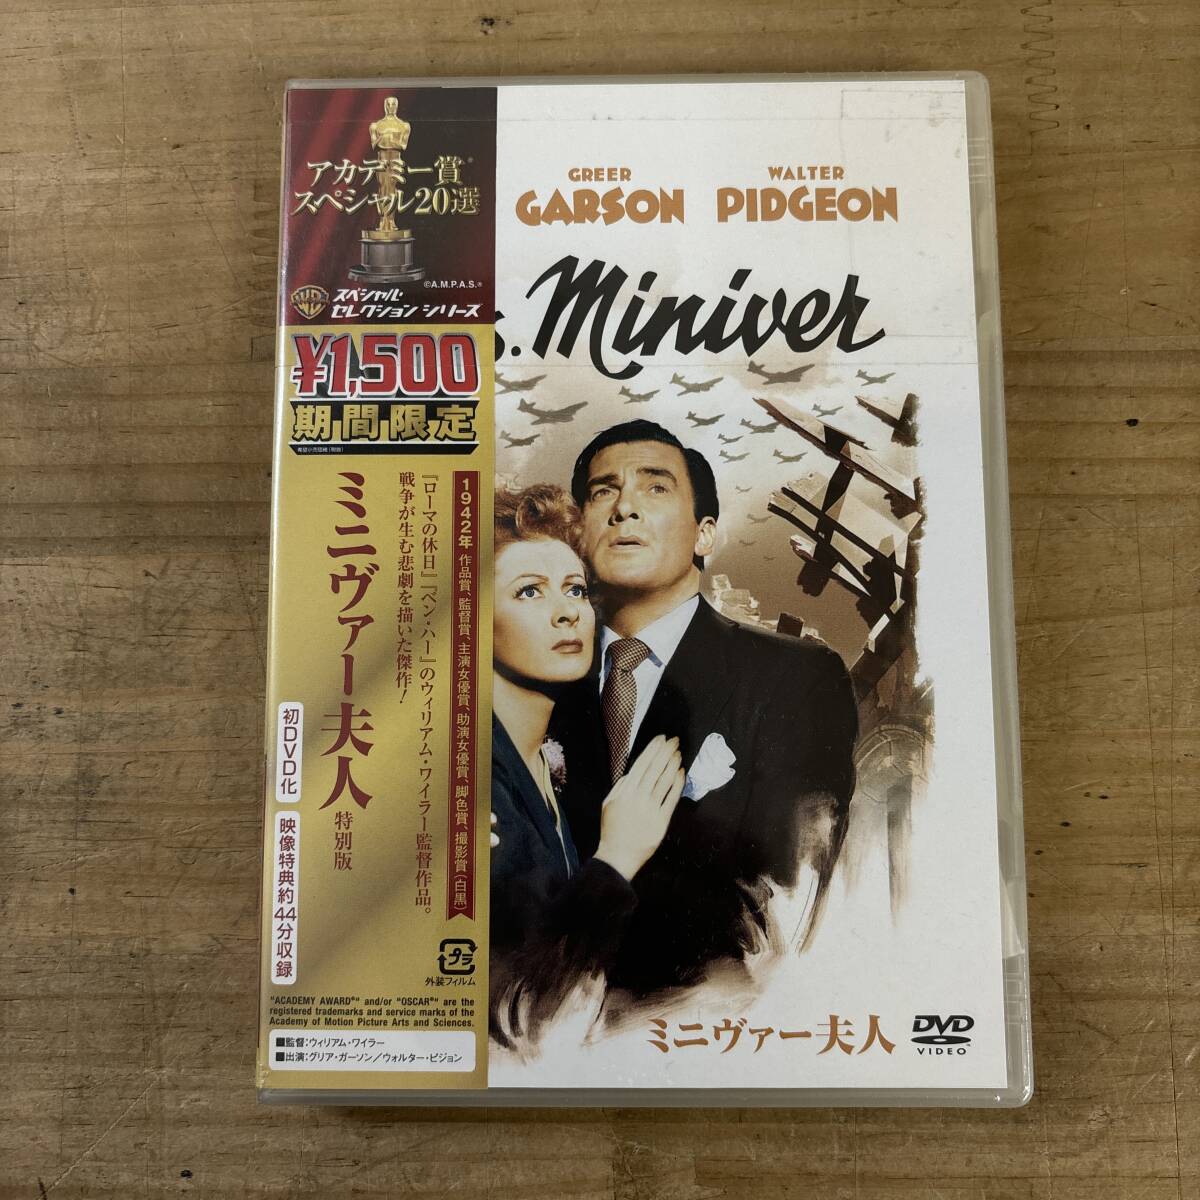 アカデミー賞®
スペシャル20選
©A.M.P.A.S.®
スペシャル・
セレクション シリーズ
¥1,500
期間限定
希望小売価格(税抜)
1942年 作品賞、監督賞、主演女優賞、助演女優賞、脚色賞、撮影賞(白黒)
『ローマの休日』『ベン・ハー』のウィリアム・ワイラー監督作品。
戦争が生む悲劇を描いた傑作!
ミニヴァー夫人 特別版
初DVD化
映像特典約44分収録
プラ
外装フィルム
"ACADEMY AWARD®" and/or "OSCAR®" are the
registered trademarks and service marks of the
Academy of Motion Picture Arts and Sciences.
■監督:ウィリアム・ワイラー
■出演:グリア・ガーソン/ウォルター・ピジョン
GREER
GARSON
WALTER
PIDGEON
s. Miniver
ミニヴァー夫人
DVD
VIDEO